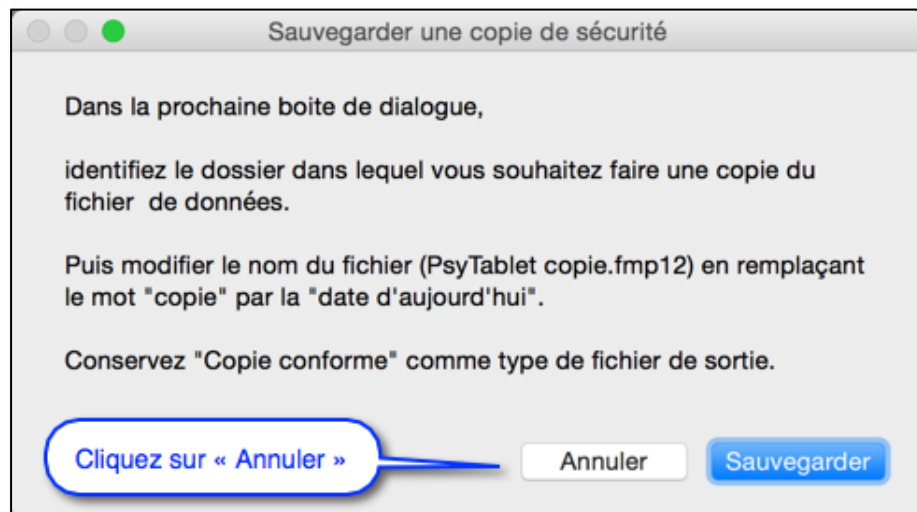 Sauvegarder une copie de sécurité
Dans la prochaine boite de dialogue,
identifiez le dossier dans lequel vous souhaitez faire une copie du
fichier  de données.
Puis modifier le nom du fichier (PsyTablet copie.fmp12) en remplaçant
le mot "copie" par la "date d'aujourd'hui".
Conservez "Copie conforme" comme type de fichier de sortie.
Cliquez sur « Annuler »
Annuler
Sauvegarder